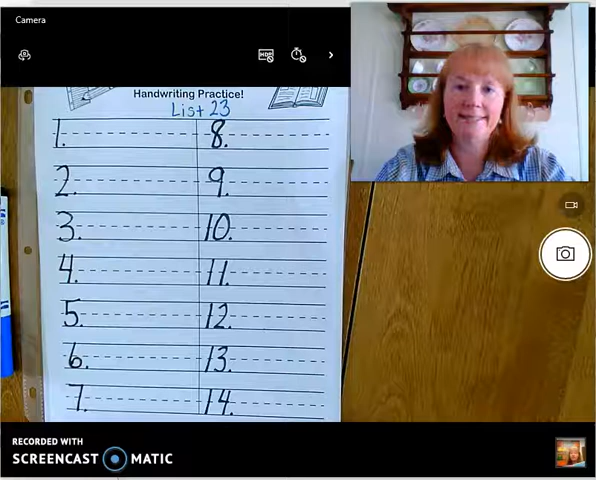 Camera
Handwriting Practice!
List 23
1. 8.
2. 9.
3. 10.
4. 11.
5. 12.
6. 13.
7. 14.
RECORDED WITH
SCREENCAST MATIC